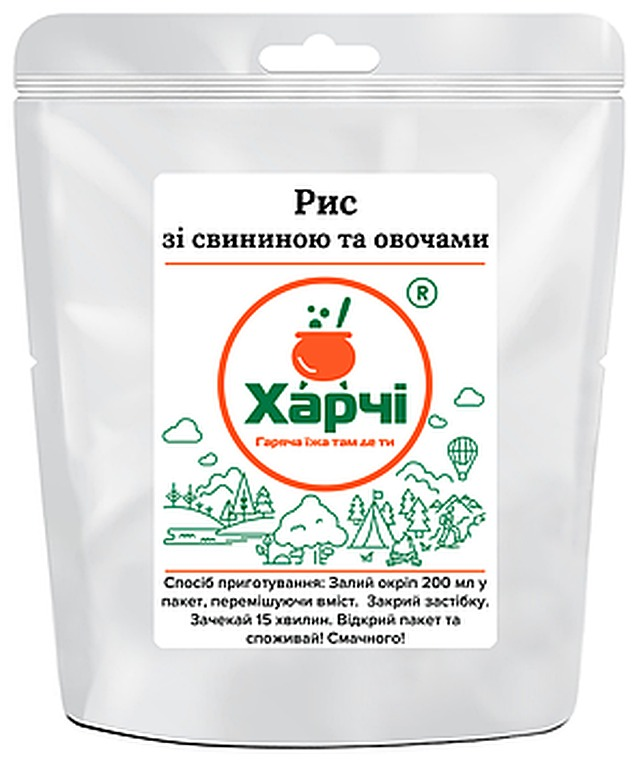 Рис
зі свининою та овочами
®
Харчі
Гаряча їжа там де ти
Спосіб приготування: Залий окріп 200 мл у
пакет, перемішуючи вміст. Закрий застібку.
Зачекай 15 хвилин. Відкрий пакет та
споживай! Смачного!